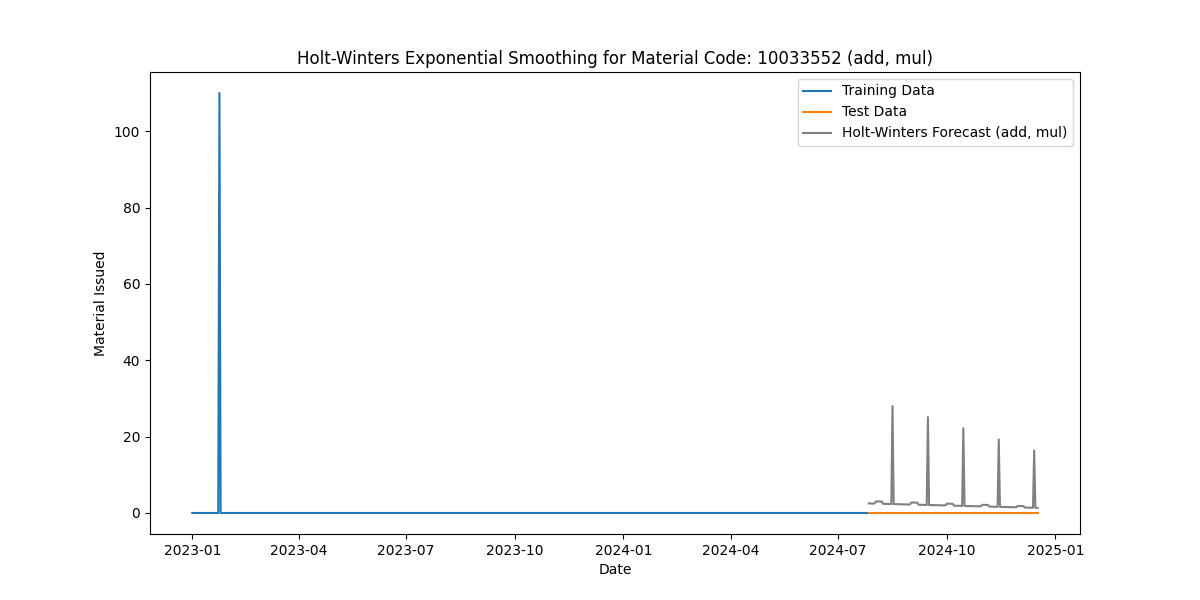 Holt-Winters Exponential Smoothing for Material Code: 10033552 (add, mul)
Training Data
Test Data
Holt-Winters Forecast (add, mul)
Material Issued
100
80
60
40
20
0
2023-01
2023-04
2023-07
2023-10
2024-01
2024-04
2024-07
2024-10
2025-01
Date